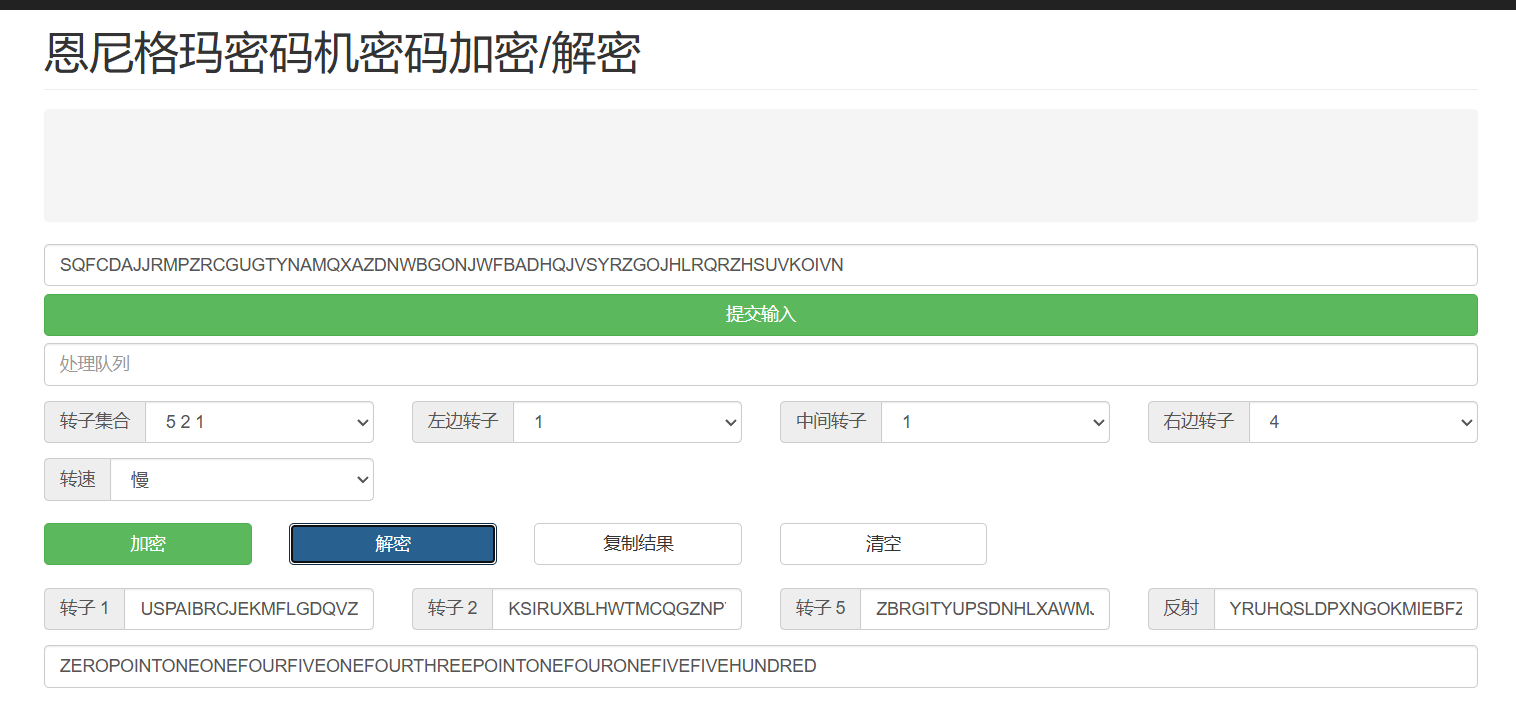 恩尼格玛密码机密码加密/解密
SQFCDAJJRMPZRCGUGTYNAMQXAZDNWBGONJWFBADHQJVSYRZGOJHLRQRZHSUVKOIVN
提交输入
处理队列
转子集合 5 2 1 左边转子 1 中间转子 1 右边转子 4
转速 慢
加密 解密 复制结果 清空
转子 1 USPAIBRCJEKMFLGDQVZ 转子 2 KSIRUXBLHWTMCQGZNP 转子 5 ZBRGITYUPSDNHLXAWM 反射 YRUHQSLDPXNGOKMIEBFZ
ZEROPOINTONEONEFOURFIVEONEFOURTHREEPOINTONEFOURONEFIVEFIVEHUNDRED